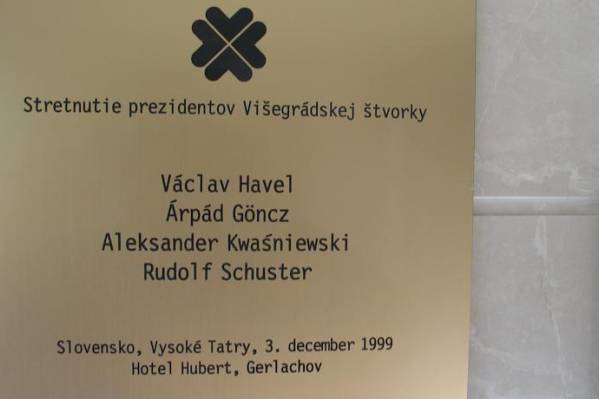 Stretnutie prezidentov Višegrádskej štvorky
Václav Havel
Árpád Göncz
Aleksander Kwaśniewski
Rudolf Schuster
Slovensko, Vysoké Tatry, 3. december 1999
Hotel Hubert, Gerlachov